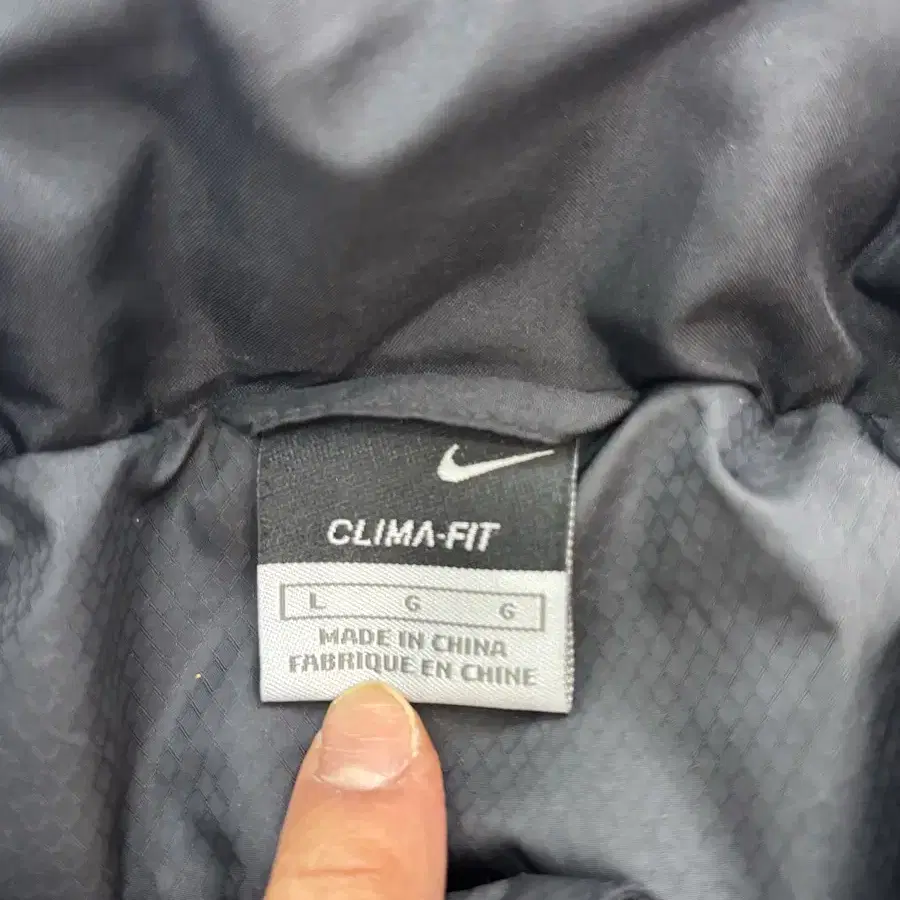 CLIMA-FIT
L G G
MADE IN CHINA
FABRIQUE EN CHINE